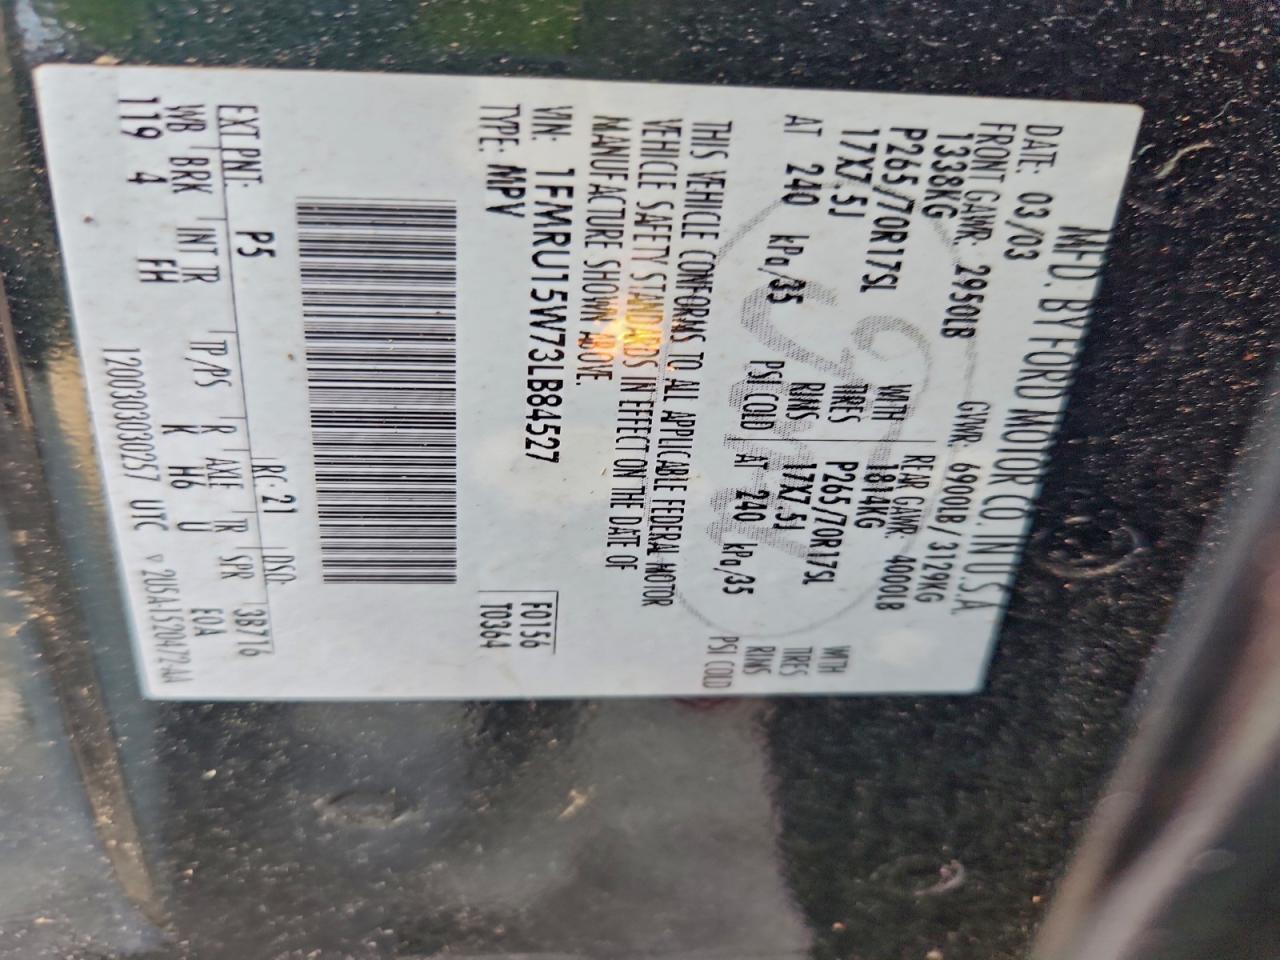 MFD. BY FORD MOTOR CO. IN U.S.A.
DATE: 03/03 GVWR: 6900LB/3129KG
FRONT GAWR: 2950LB REAR GAWR: 4000LB
1338KG WITH 1814KG WITH
P265/70R17SL TIRES P265/70R17SL TIRES
17X7.5J RIMS 17X7.5J RIMS
AT 240 kPa/35 PSI COLD AT 240 kPa/35 PSI COLD
THIS VEHICLE CONFORMS TO ALL APPLICABLE FEDERAL MOTOR
VEHICLE SAFETY STANDARDS IN EFFECT ON THE DATE OF
MANUFACTURE SHOWN ABOVE.
VIN: 1FMRU15W73LB84527
TYPE: MPV
F0156
T0364
EXT PNT: P5 RC: 21 DSO:
WB BRK INT TR TP/PS R AXLE TR SPR 3B716
119 4 FH K H6 U EOA
120030303257 UTC